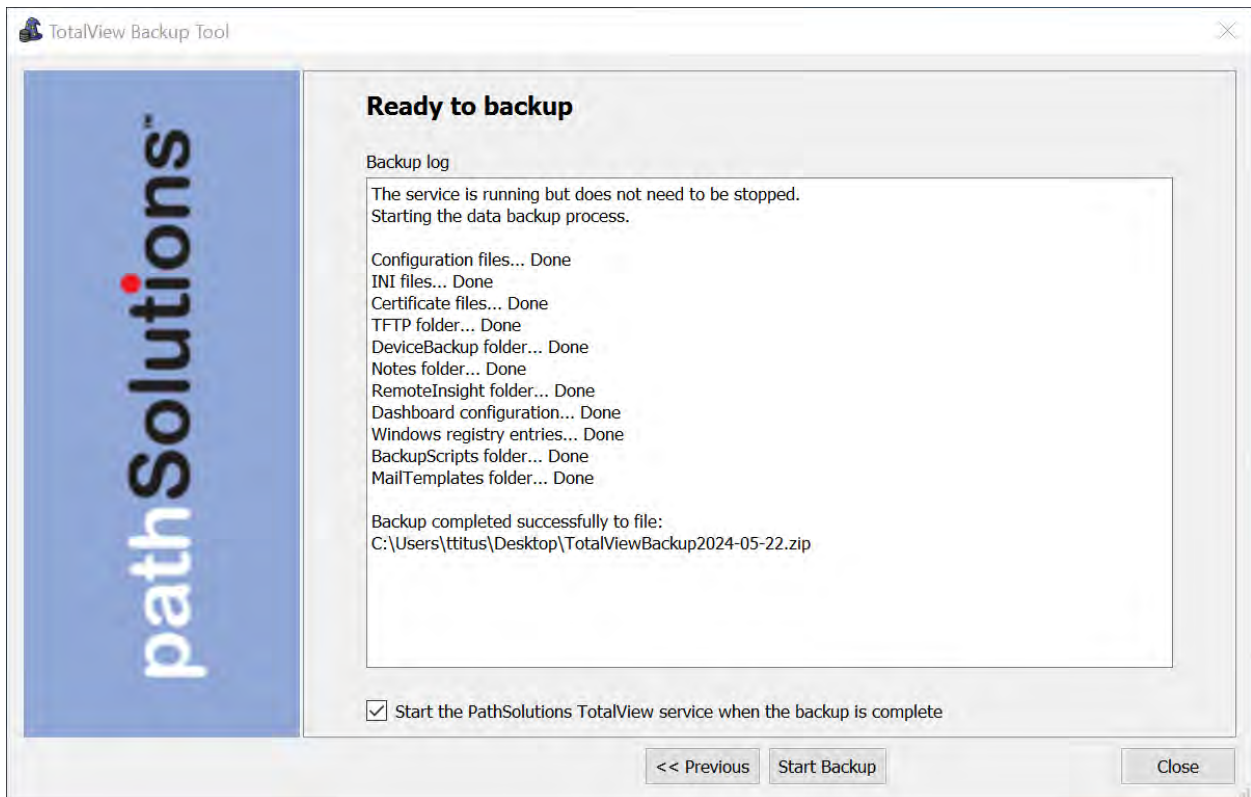 TotalView Backup Tool
pathSolutions™
Ready to backup
Backup log
The service is running but does not need to be stopped.
Starting the data backup process.
Configuration files... Done
INI files... Done
Certificate files... Done
TFTP folder... Done
DeviceBackup folder... Done
Notes folder... Done
RemoteInsight folder... Done
Dashboard configuration... Done
Windows registry entries... Done
BackupScripts folder... Done
MailTemplates folder... Done
Backup completed successfully to file:
C:\Users\ttitus\Desktop\TotalViewBackup2024-05-22.zip
Start the PathSolutions TotalView service when the backup is complete
<< Previous
Start Backup
Close